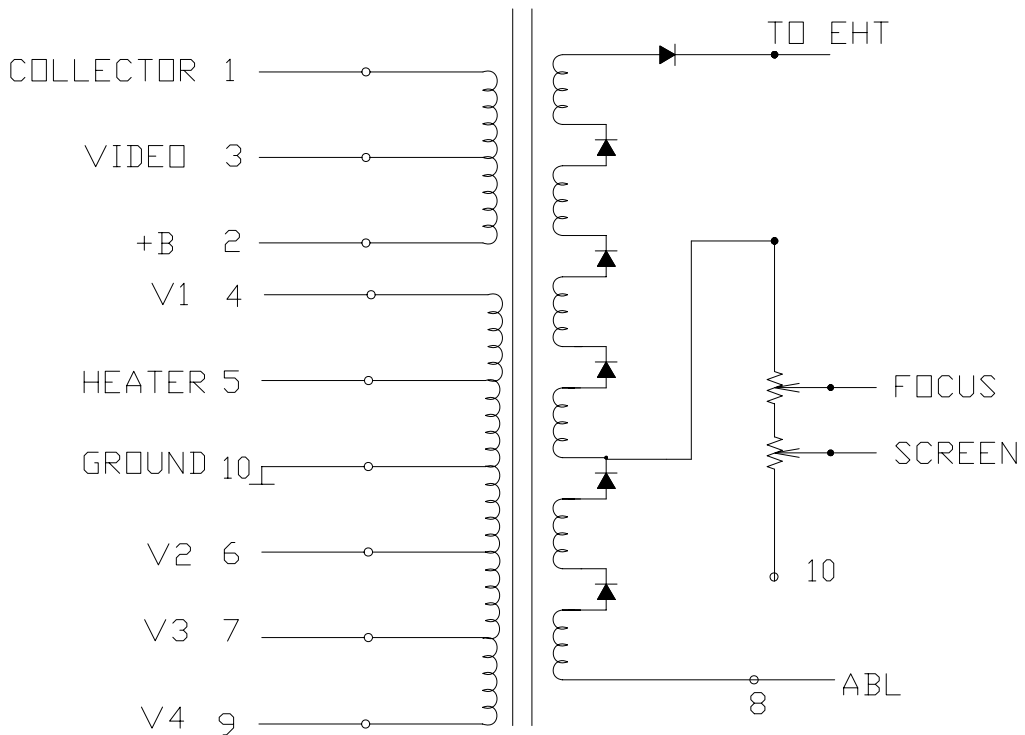 TO EHT
COLLECTOR 1
VIDEO 3
+B 2
V1 4
HEATER 5
FOCUS
GROUND 10
SCREEN
V2 6
10
V3 7
ABL
8
V4 9